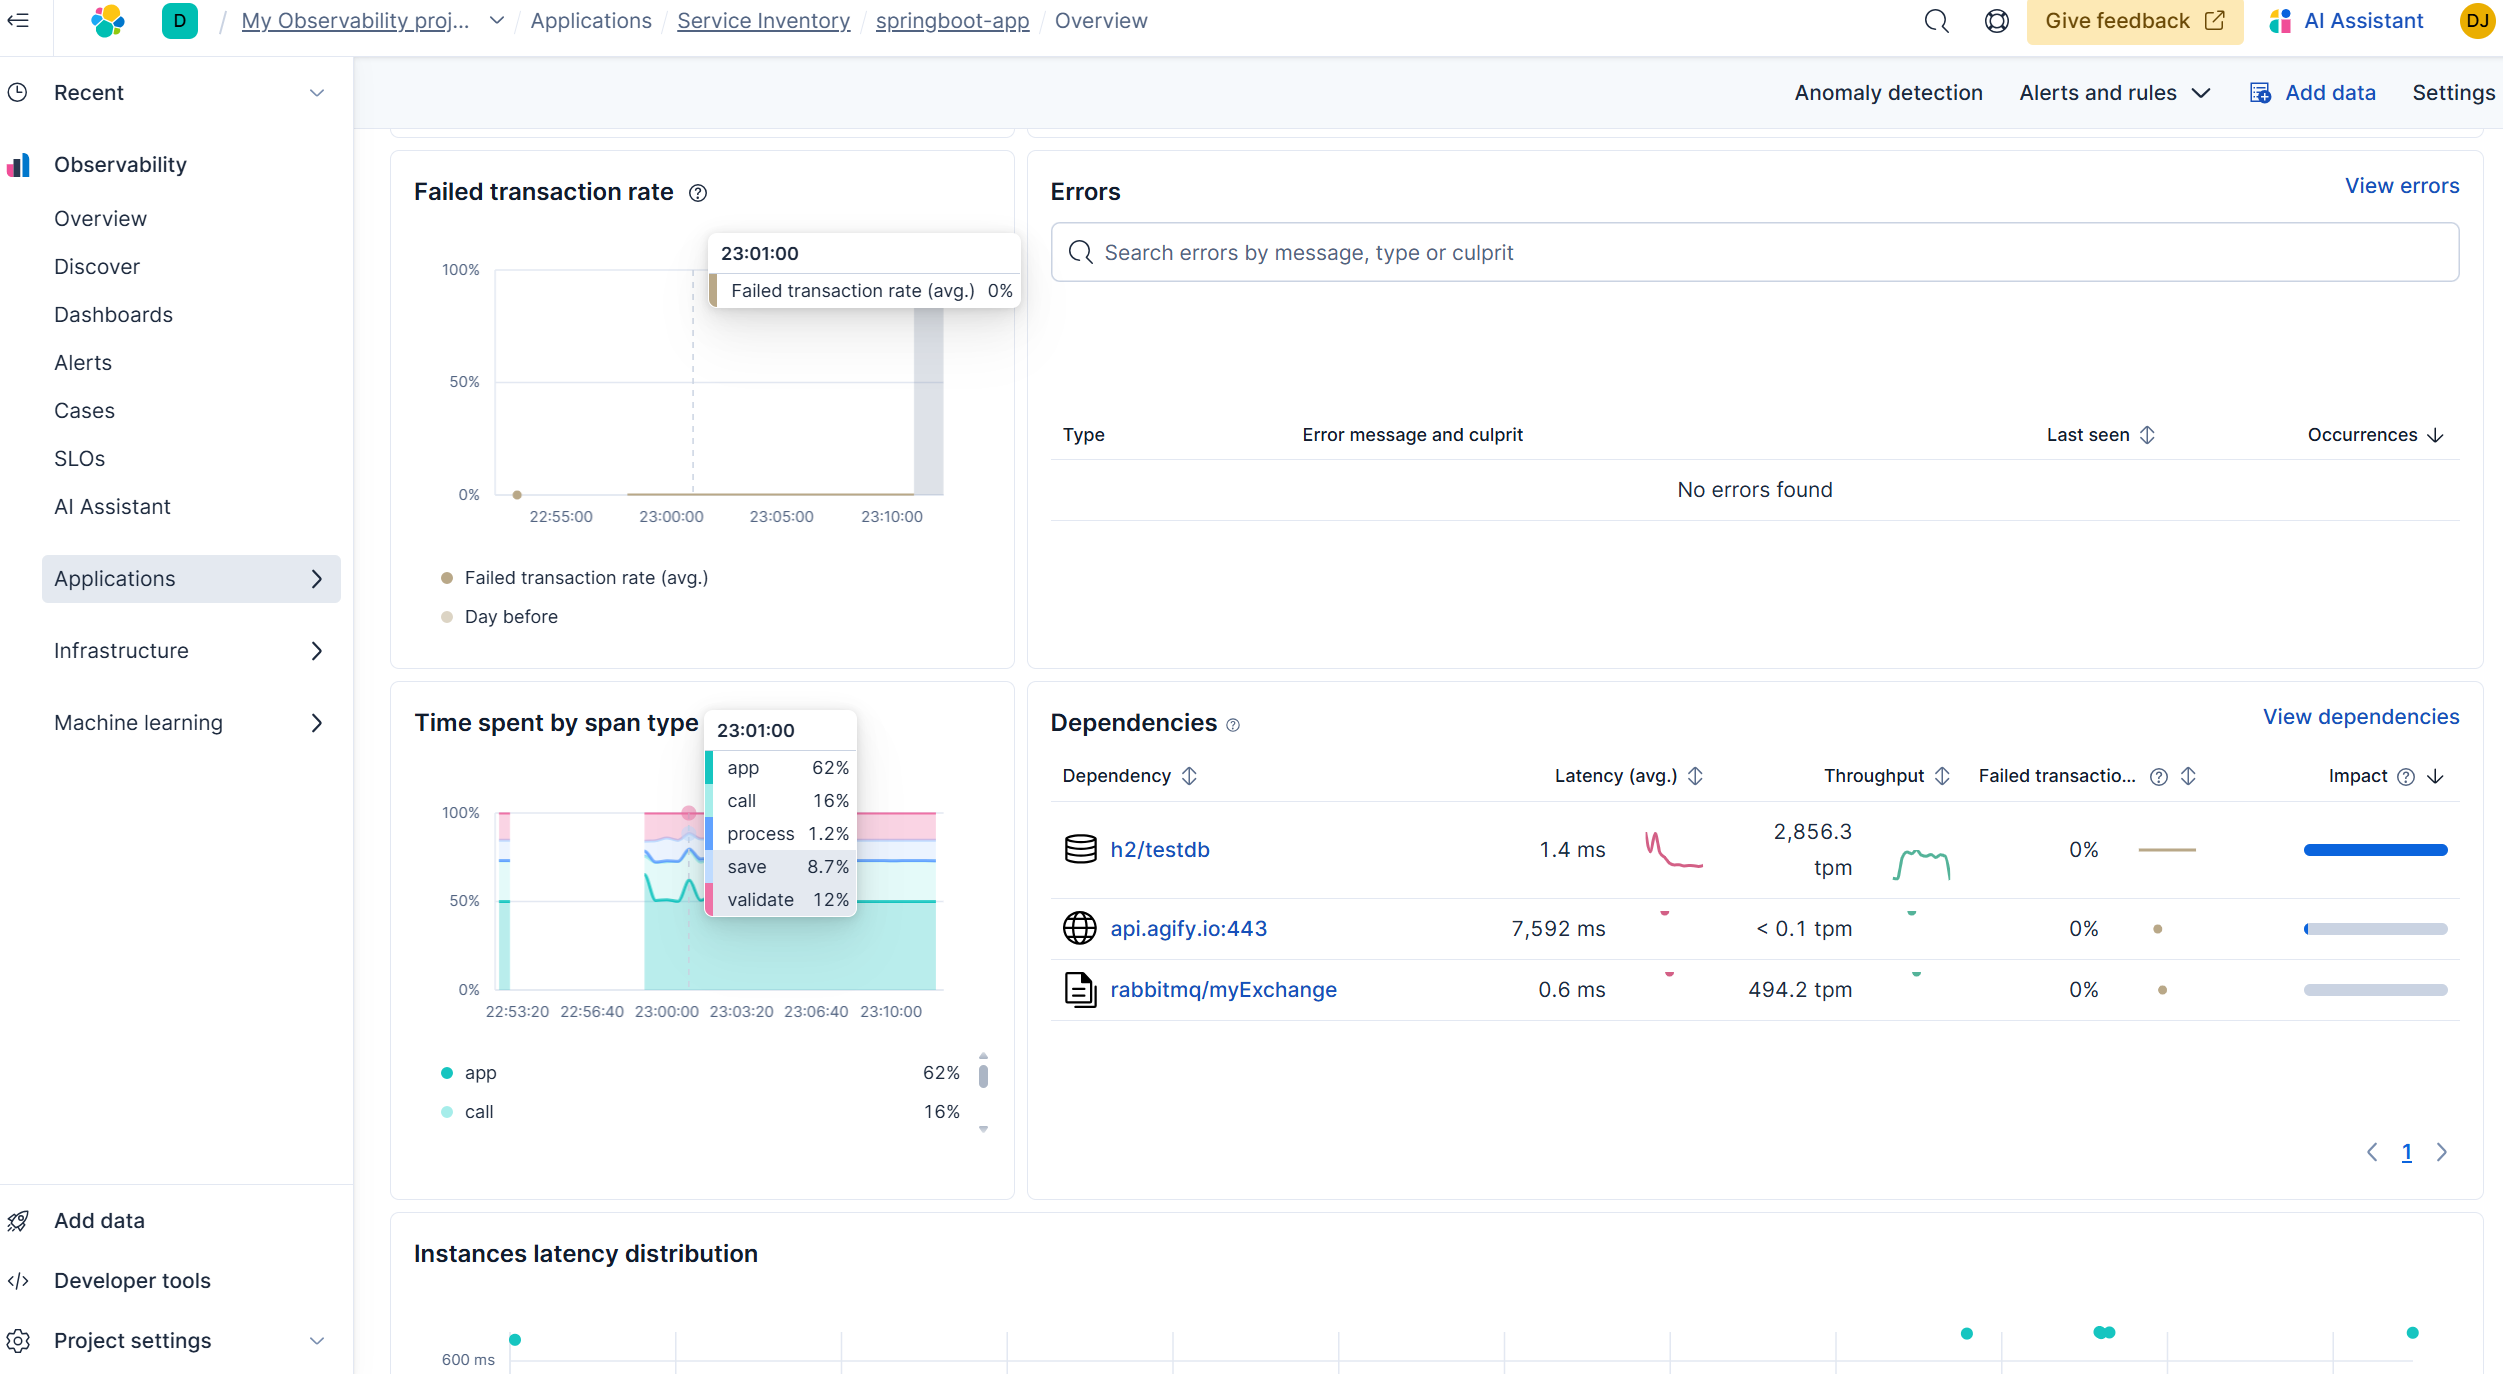 D / My Observability proj... / Applications / Service Inventory / springboot-app / Overview
Give feedback
AI Assistant
DJ
Recent
Anomaly detection
Alerts and rules
Add data
Settings
Observability
Overview
Discover
Dashboards
Alerts
Cases
SLOs
AI Assistant
Applications
Infrastructure
Machine learning
Add data
Developer tools
Project settings
Failed transaction rate
23:01:00
Failed transaction rate (avg.) 0%
100%
50%
0%
22:55:00 23:00:00 23:05:00 23:10:00
Failed transaction rate (avg.)
Day before
Errors
View errors
Search errors by message, type or culprit
Type Error message and culprit Last seen Occurrences
No errors found
Time spent by span type
23:01:00
app 62%
call 16%
process 1.2%
save 8.7%
validate 12%
100%
50%
0%
22:53:20 22:56:40 23:00:00 23:03:20 23:06:40 23:10:00
app 62%
call 16%
Dependencies
View dependencies
Dependency Latency (avg.) Throughput Failed transactio... Impact
h2/testdb 1.4 ms 2,856.3 tpm 0%
api.agify.io:443 7,592 ms < 0.1 tpm 0%
rabbitmq/myExchange 0.6 ms 494.2 tpm 0%
1
Instances latency distribution
600 ms